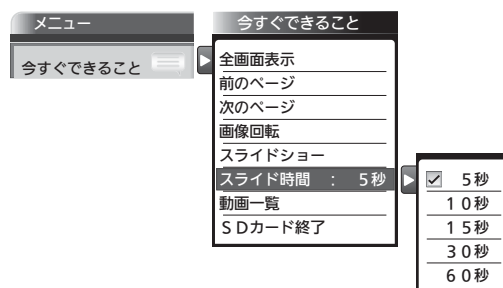 メニュー
今すぐできること
今すぐできること
全画面表示
前のページ
次のページ
画像回転
スライドショー
スライド時間 : 5秒
動画一覧
SDカード終了
5秒
10秒
15秒
30秒
60秒